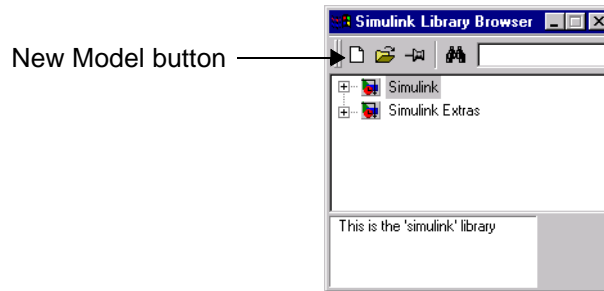 Simulink Library Browser
New Model button
Simulink
Simulink Extras
This is the 'simulink' library